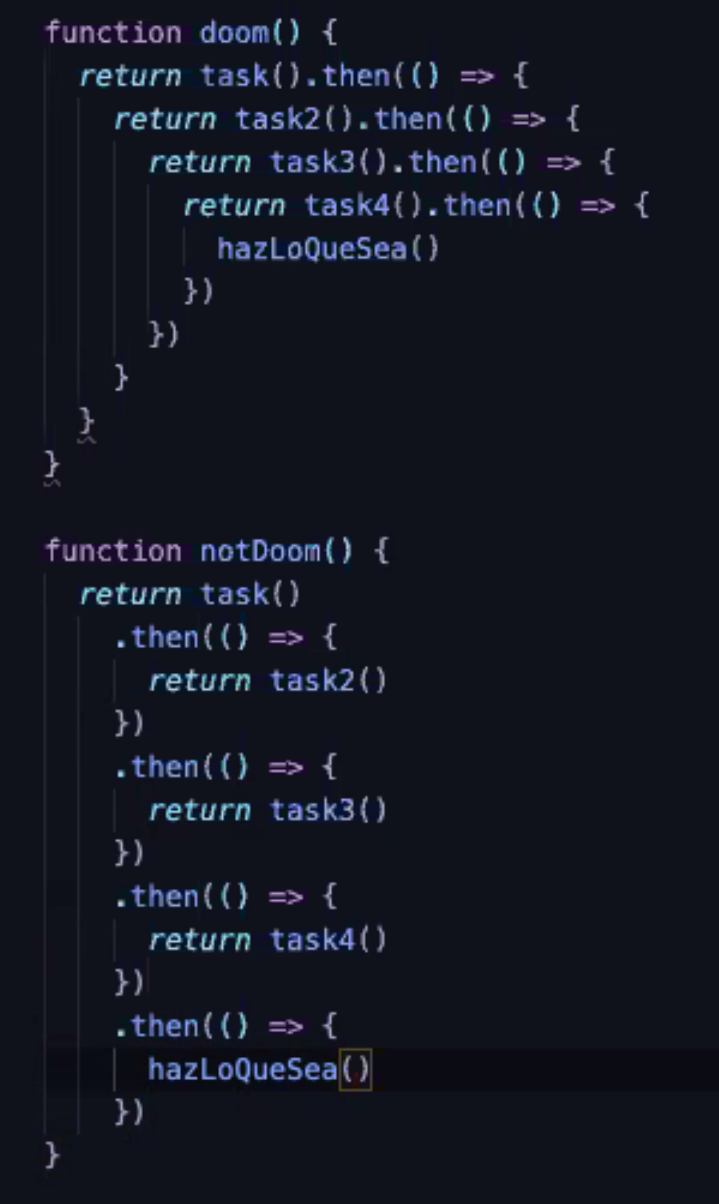 function doom() {
  return task().then(() => {
    return task2().then(() => {
      return task3().then(() => {
        return task4().then(() => {
          hazLoQueSea()
        })
      })
    }
  }
}

function notDoom() {
  return task()
    .then(() => {
      return task2()
    })
    .then(() => {
      return task3()
    })
    .then(() => {
      return task4()
    })
    .then(() => {
      hazLoQueSea()
    })
}